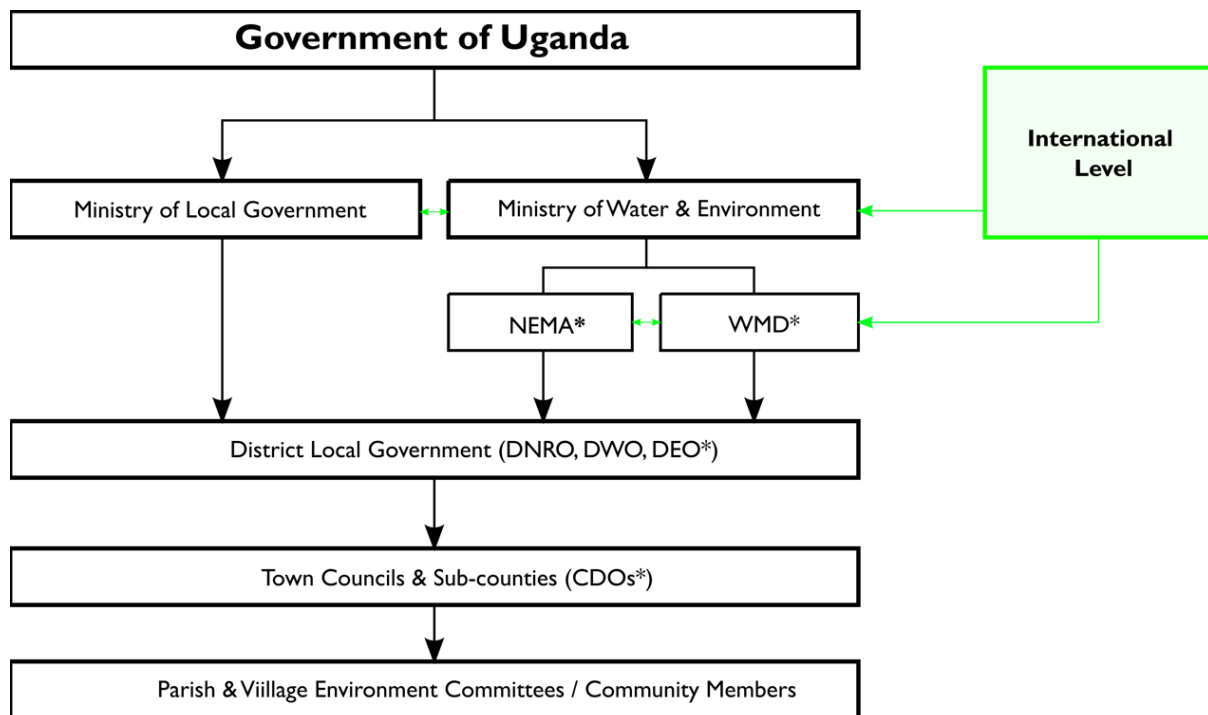 Government of Uganda
International
Level
Ministry of Local Government
Ministry of Water & Environment
NEMA*
WMD*
District Local Government (DNRO, DWO, DEO*)
Town Councils & Sub-counties (CDOs*)
Parish & Viillage Environment Committees / Community Members